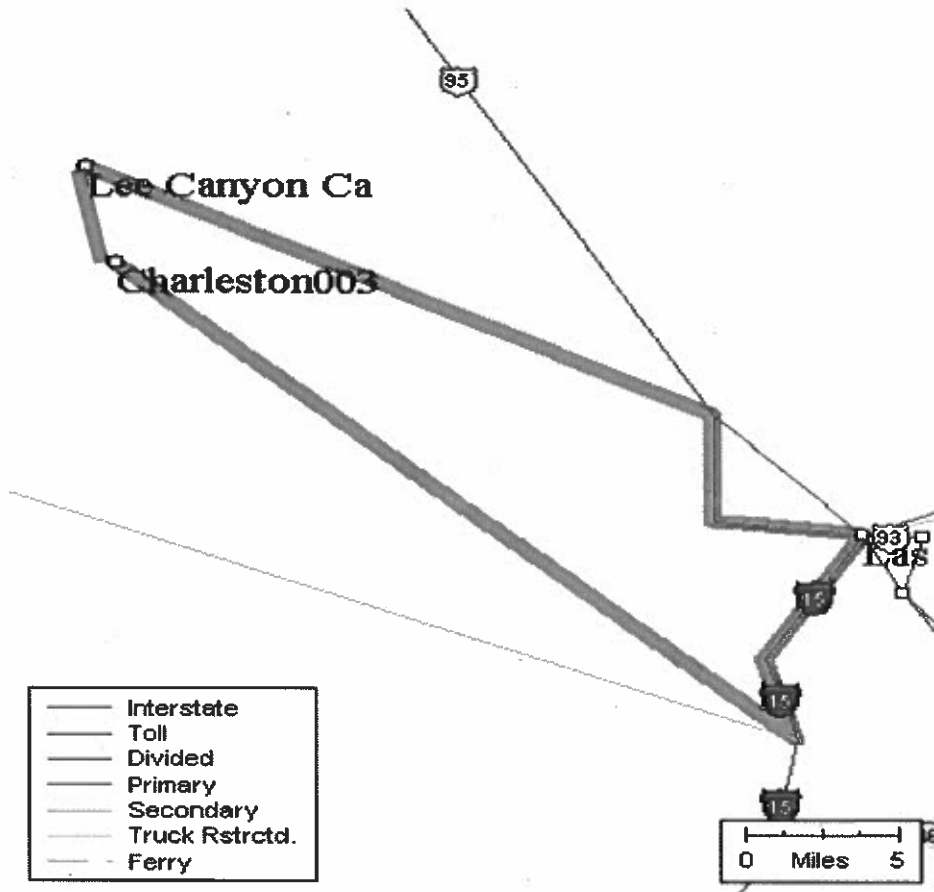 95
Lee Canyon Ca
Charleston003
93
Las
15
15
Interstate
Toll
Divided
Primary
Secondary
Truck Rstrctd.
Ferry
15
0 Miles 5